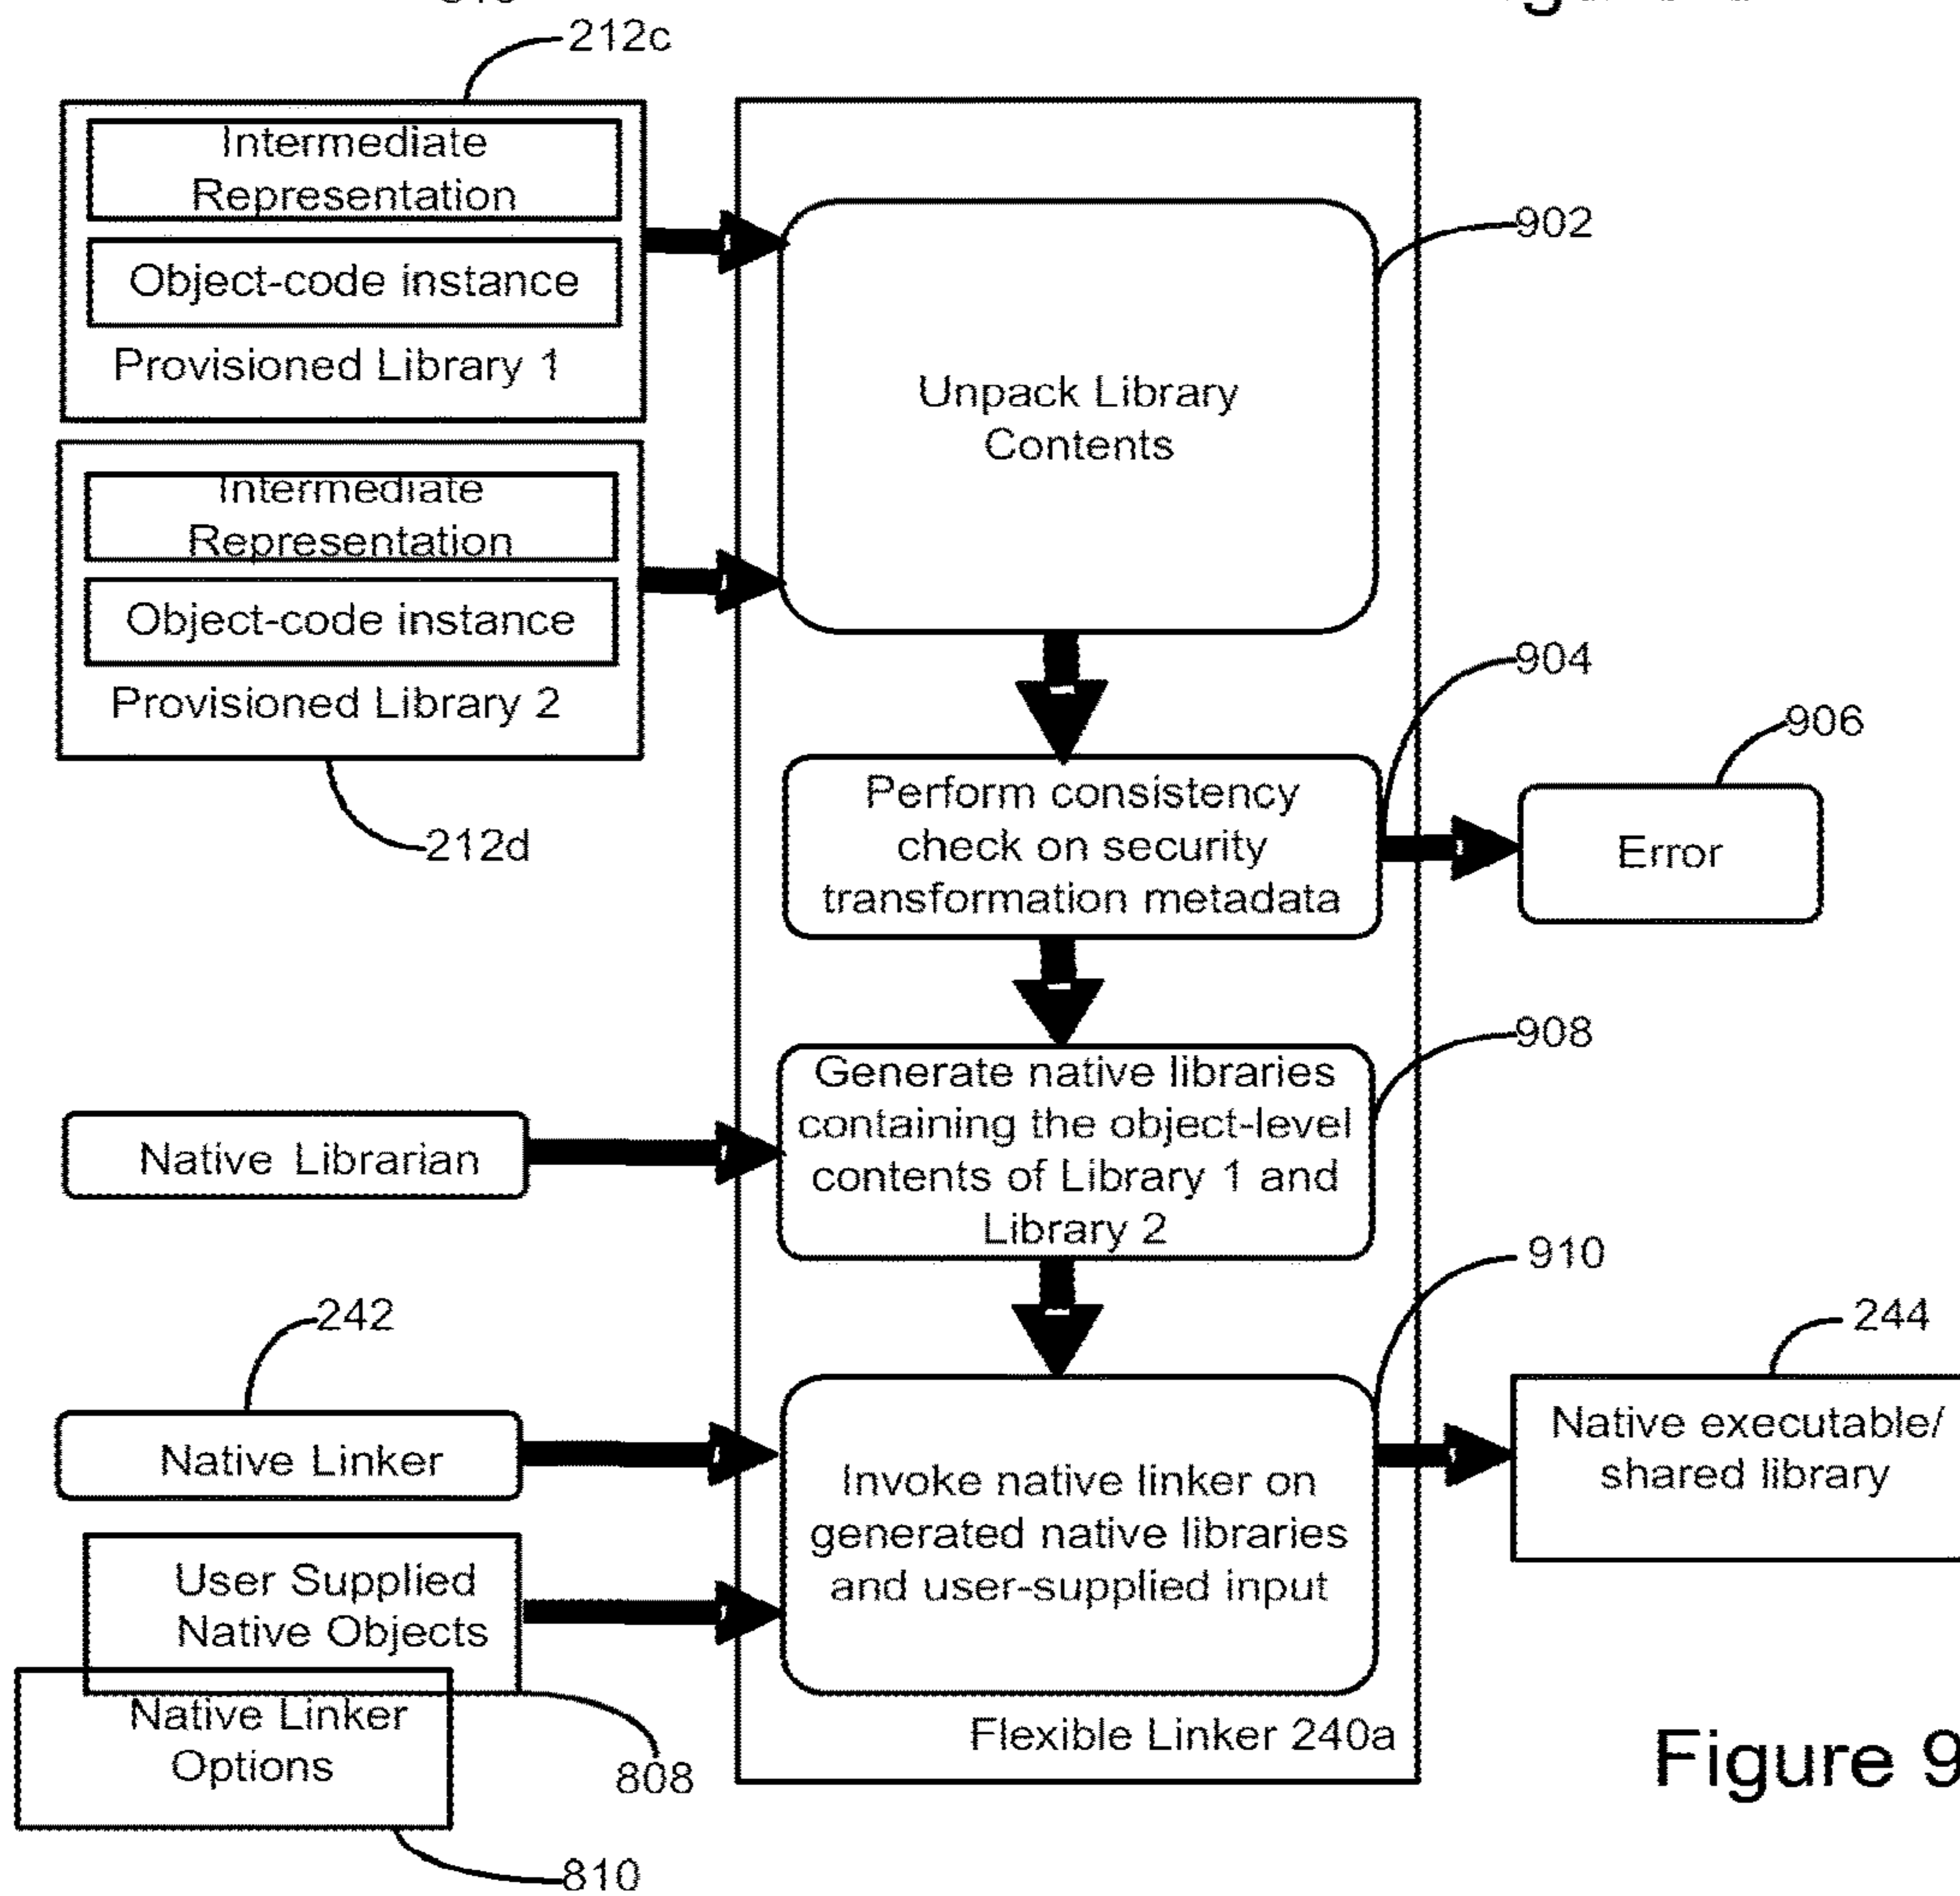 212c
Intermediate
Representation
Object-code instance
Provisioned Library 1
902
Unpack Library
Contents
Intermediate
Representation
Object-code instance
Provisioned Library 2
212d
904
906
Perform consistency
check on security
transformation metadata
Error
908
Generate native libraries
containing the object-level
contents of Library 1 and
Library 2
Native Librarian
910
242
244
Native Linker
Native executable/
shared library
Invoke native linker on
generated native libraries
and user-supplied input
User Supplied
Native Objects
Native Linker
Options
808
Flexible Linker 240a
Figure 9
810